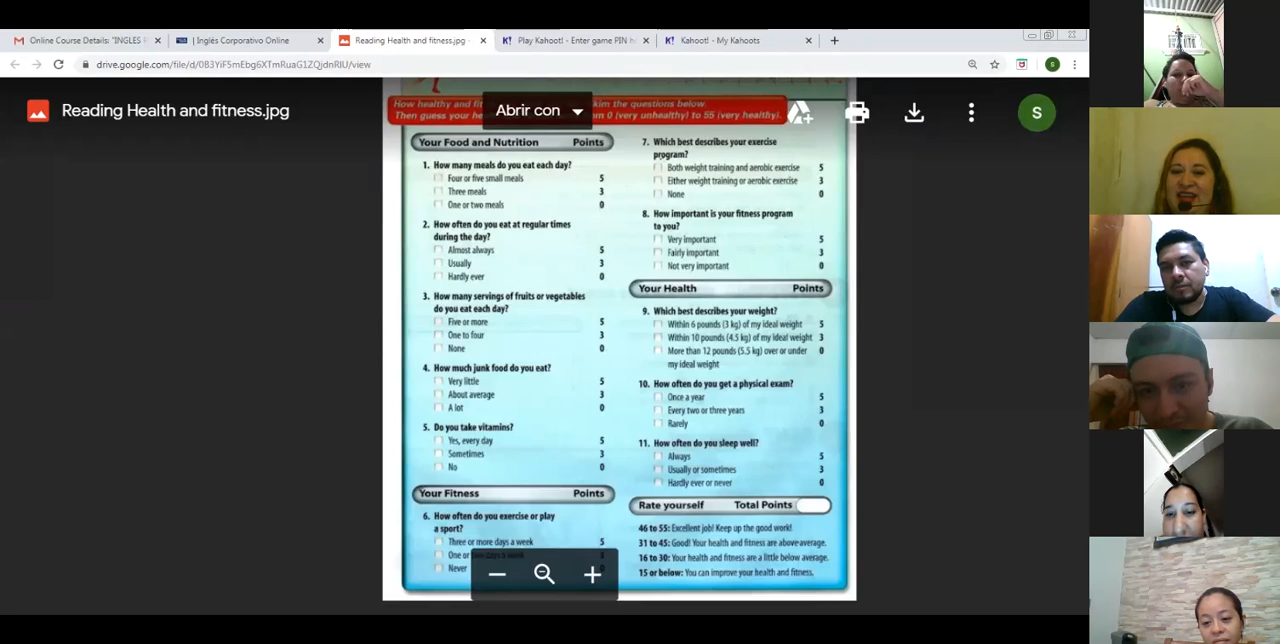 Online Course Details: "INGLES
| Inglés Corporativo Online
Reading Health and fitness.jpg
Play Kahoot! - Enter game PIN
Kahoot! - My Kahoots
drive.google.com/file/d/0B3YiF5mEbg6XTmRuaG1ZQjdnRlU/view
Reading Health and fitness.jpg
Abrir con
S
How healthy and kim the questions below.
Then guess your 0 (very unhealthy) to 55 (very healthy).
Your Food and Nutrition Points
1. How many meals do you eat each day?
Four or five small meals 5
Three meals 3
One or two meals 0
2. How often do you eat at regular times
during the day?
Almost always 5
Usually 3
Hardly ever 0
3. How many servings of fruits or vegetables
do you eat each day?
Five or more 5
One to four 3
None 0
4. How much junk food do you eat?
Very little 5
About average 3
A lot 0
5. Do you take vitamins?
Yes, every day 5
Sometimes 3
No 0
Your Fitness Points
6. How often do you exercise or play
a sport?
Three or more days a week 5
One or
Never
7. Which best describes your exercise
program?
Both weight training and aerobic exercise 5
Either weight training or aerobic exercise 3
None 0
8. How important is your fitness program
to you?
Very important 5
Fairly important 3
Not very important 0
Your Health Points
9. Which best describes your weight?
Within 6 pounds (3 kg) of my ideal weight 5
Within 10 pounds (4.5 kg) of my ideal weight 3
More than 12 pounds (5.5 kg) over or under 0
my ideal weight
10. How often do you get a physical exam?
Once a year 5
Every two or three years 3
Rarely 0
11. How often do you sleep well?
Always 5
Usually or sometimes 3
Hardly ever or never 0
Rate yourself Total Points
46 to 55: Excellent job! Keep up the good work!
31 to 45: Good! Your health and fitness are above average.
16 to 30: Your health and fitness are a little below average.
15 or below: You can improve your health and fitness.